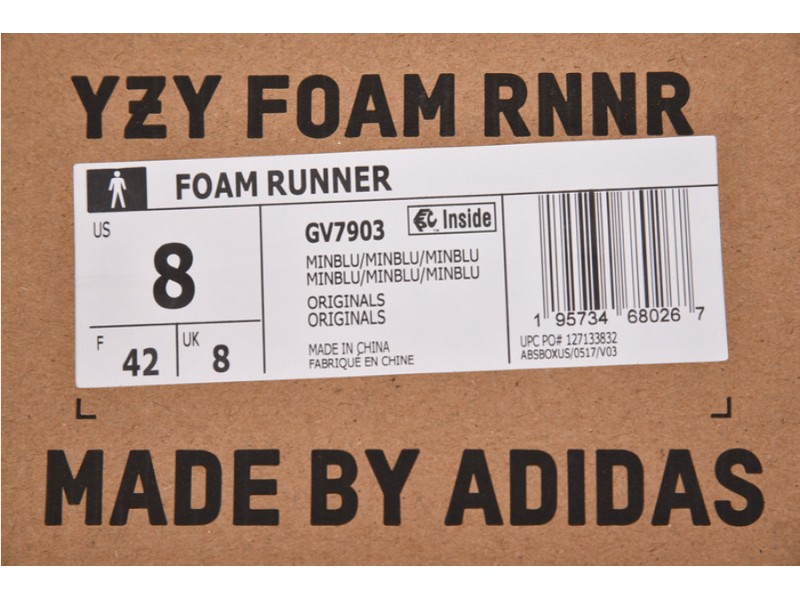 YZY FOAM RNNR
FOAM RUNNER
US
8
F
42
UK
8
GV7903
Inside
MINBLU/MINBLU/MINBLU
MINBLU/MINBLU/MINBLU
ORIGINALS
ORIGINALS
MADE IN CHINA
FABRIQUÉ EN CHINE
1 95734 68026 7
UPC PO# 127133832
ABSBOXUS/0517/V03
MADE BY ADIDAS